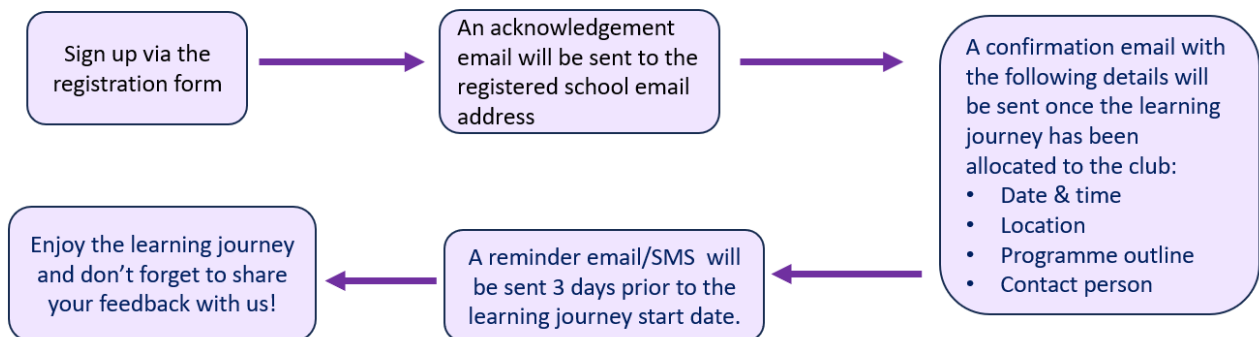 Sign up via the
registration form
An acknowledgement
email will be sent to the
registered school email
address
A confirmation email with
the following details will
be sent once the learning
journey has been
allocated to the club:
• Date & time
• Location
• Programme outline
• Contact person
A reminder email/SMS will
be sent 3 days prior to the
learning journey start date.
Enjoy the learning journey
and don’t forget to share
your feedback with us!